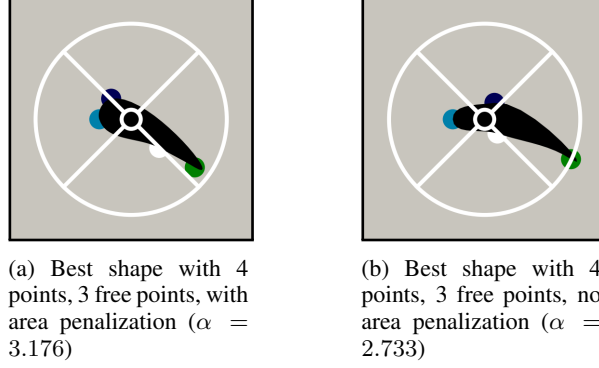 (a) Best shape with 4
points, 3 free points, with
area penalization (α =
3.176)
(b) Best shape with 4
points, 3 free points, no
area penalization (α =
2.733)